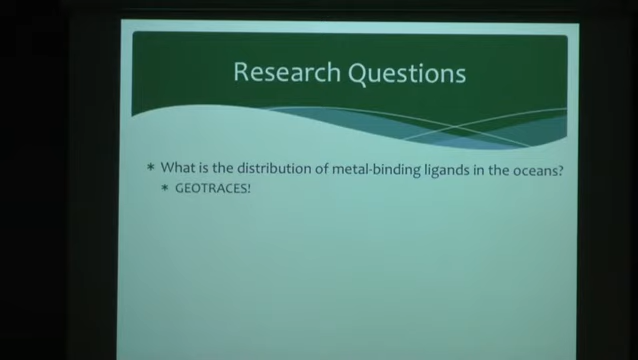 Research Questions
* What is the distribution of metal-binding ligands in the oceans?
* GEOTRACES!